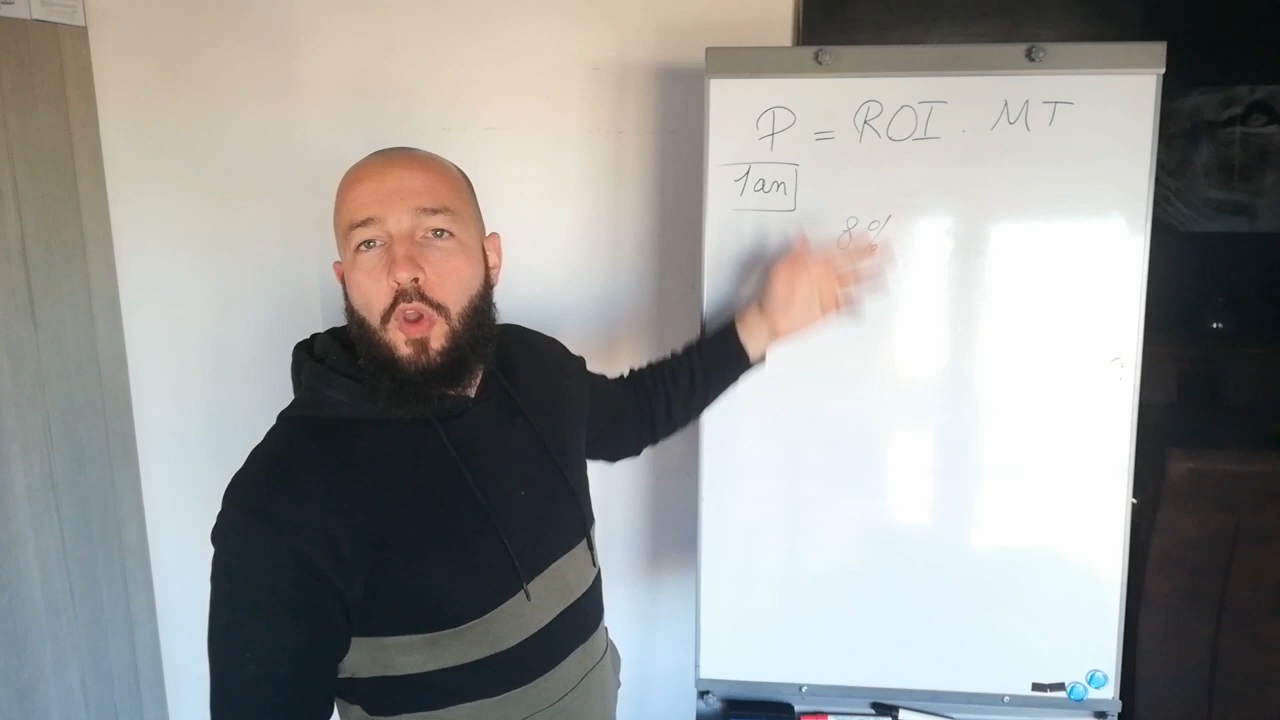 P = ROI . MT
1an
8%